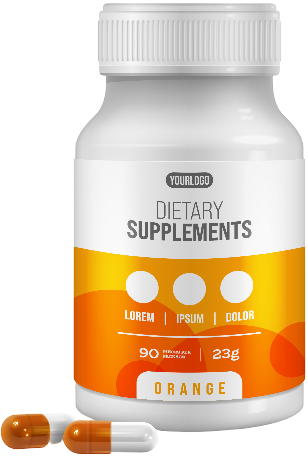 YOURLOGO
DIETARY
SUPPLEMENTS
LOREM | IPSUM | DOLOR
90 | 23g
ORANGE